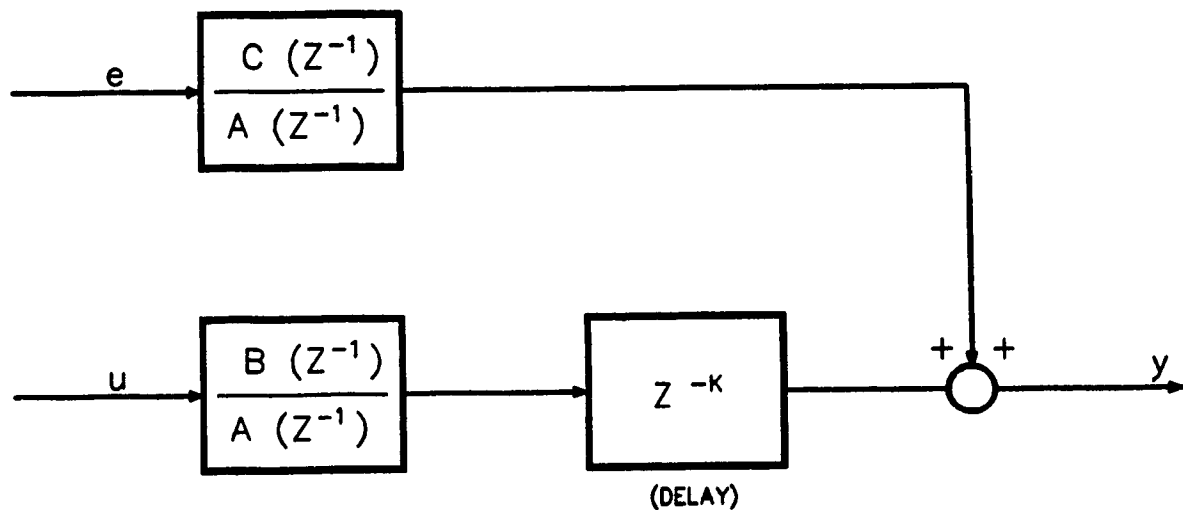 e
C (Z⁻¹)
A (Z⁻¹)
u
B (Z⁻¹)
A (Z⁻¹)
Z ⁻ᴷ
(DELAY)
+ +
y